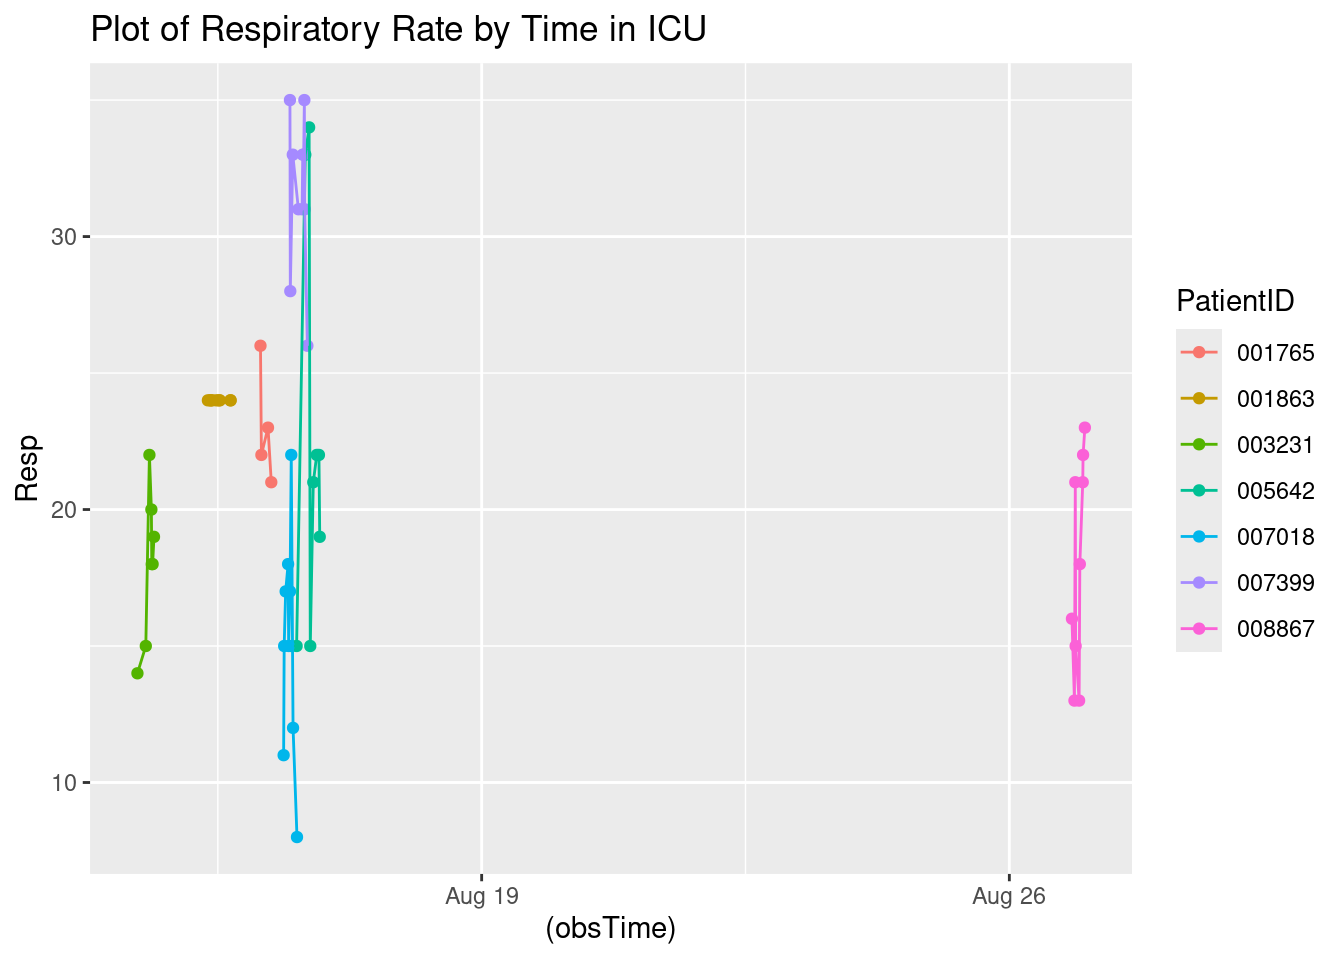 Plot of Respiratory Rate by Time in ICU
30
20
10
Resp
Aug 19
Aug 26
(obsTime)
PatientID
001765
001863
003231
005642
007018
007399
008867